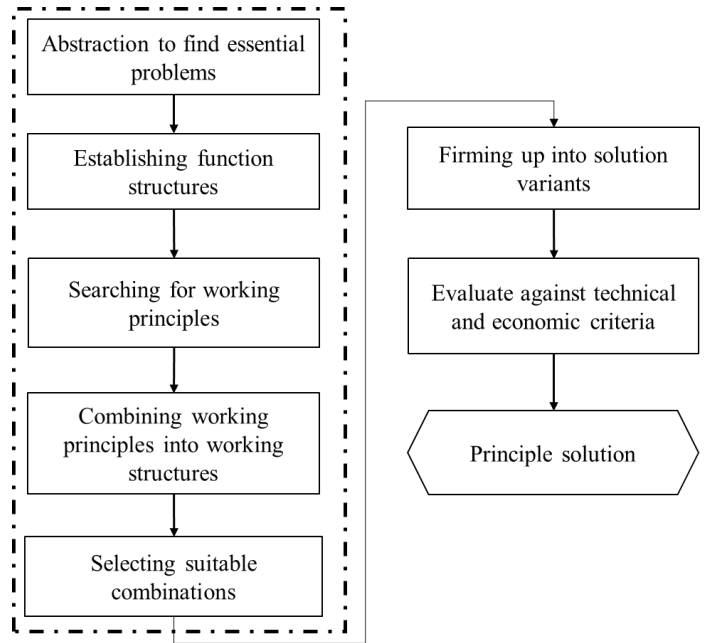 Abstraction to find essential
problems
Establishing function
structures
Searching for working
principles
Combining working
principles into working
structures
Selecting suitable
combinations
Firming up into solution
variants
Evaluate against technical
and economic criteria
Principle solution